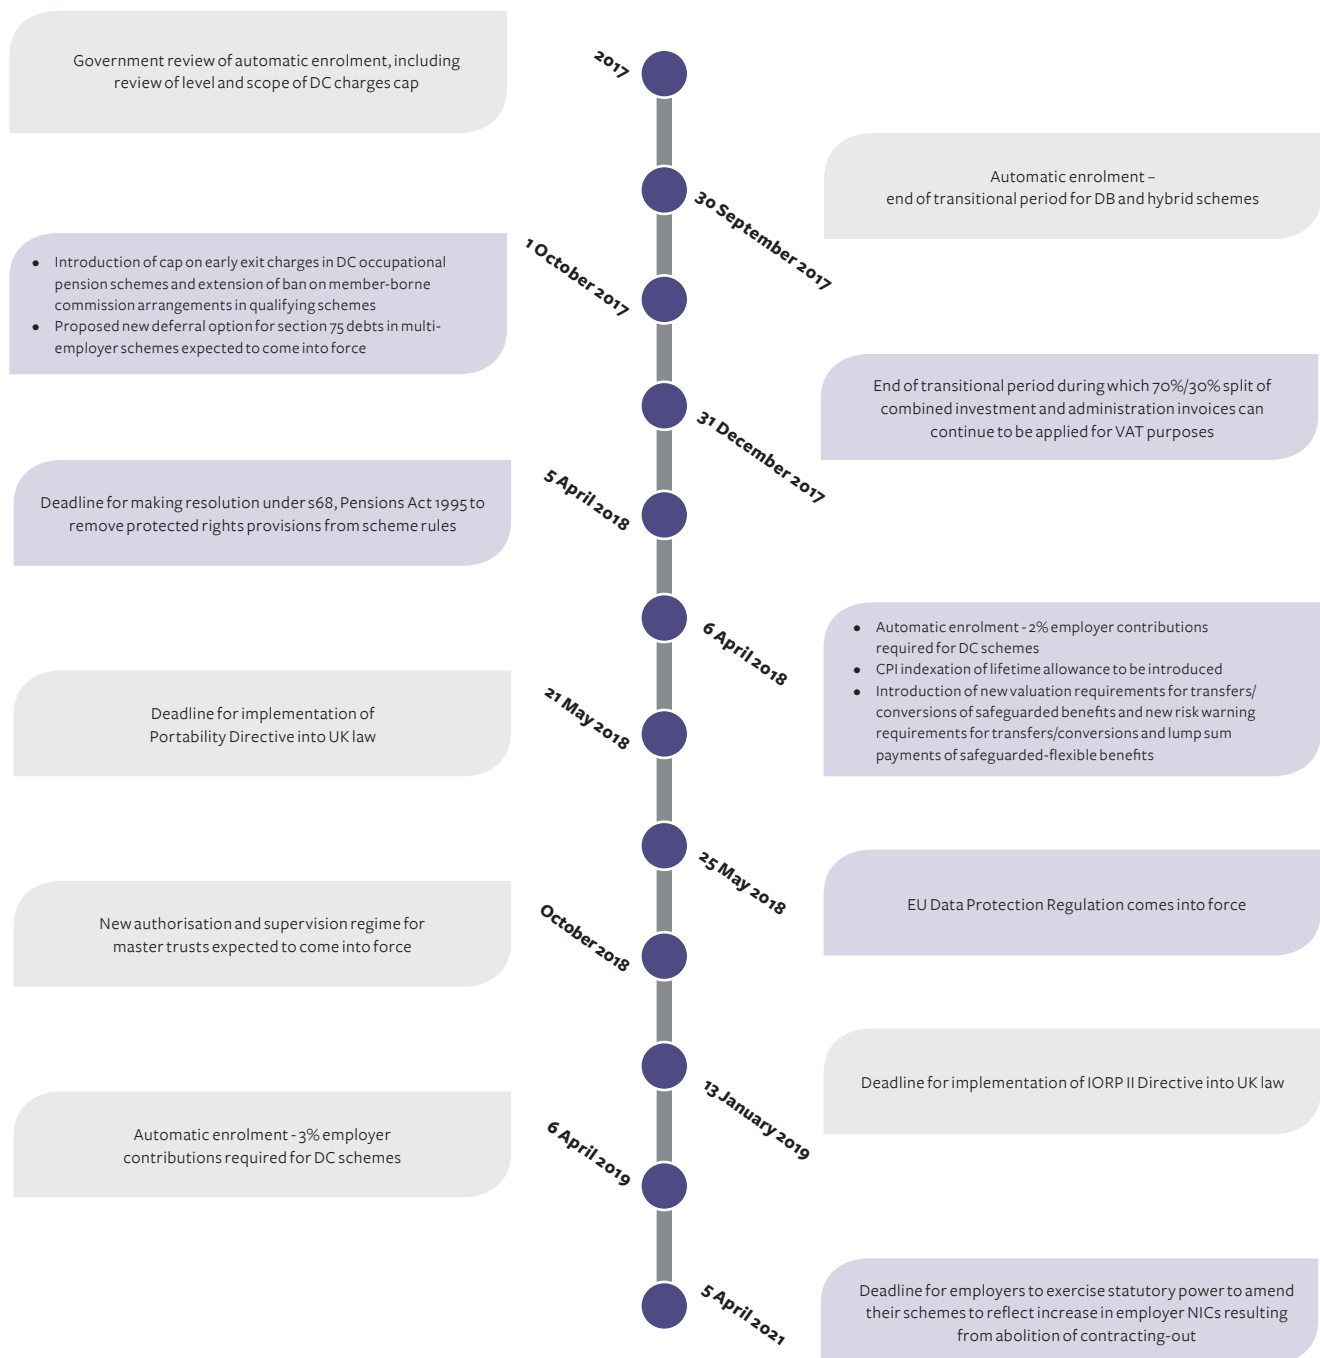 Government review of automatic enrolment, including
review of level and scope of DC charges cap
2017
Automatic enrolment –
end of transitional period for DB and hybrid schemes
30 September 2017
1 October 2017
• Introduction of cap on early exit charges in DC occupational
pension schemes and extension of ban on member-borne
commission arrangements in qualifying schemes
• Proposed new deferral option for section 75 debts in multi-
employer schemes expected to come into force
31 December 2017
End of transitional period during which 70%/30% split of
combined investment and administration invoices can
continue to be applied for VAT purposes
5 April 2018
Deadline for making resolution under s68, Pensions Act 1995 to
remove protected rights provisions from scheme rules
6 April 2018
• Automatic enrolment - 2% employer contributions
required for DC schemes
• CPI indexation of lifetime allowance to be introduced
• Introduction of new valuation requirements for transfers/
conversions of safeguarded benefits and new risk warning
requirements for transfers/conversions and lump sum
payments of safeguarded-flexible benefits
21 May 2018
Deadline for implementation of
Portability Directive into UK law
25 May 2018
EU Data Protection Regulation comes into force
October 2018
New authorisation and supervision regime for
master trusts expected to come into force
13 January 2019
Deadline for implementation of IORP II Directive into UK law
6 April 2019
Automatic enrolment - 3% employer
contributions required for DC schemes
5 April 2021
Deadline for employers to exercise statutory power to amend
their schemes to reflect increase in employer NICs resulting
from abolition of contracting-out